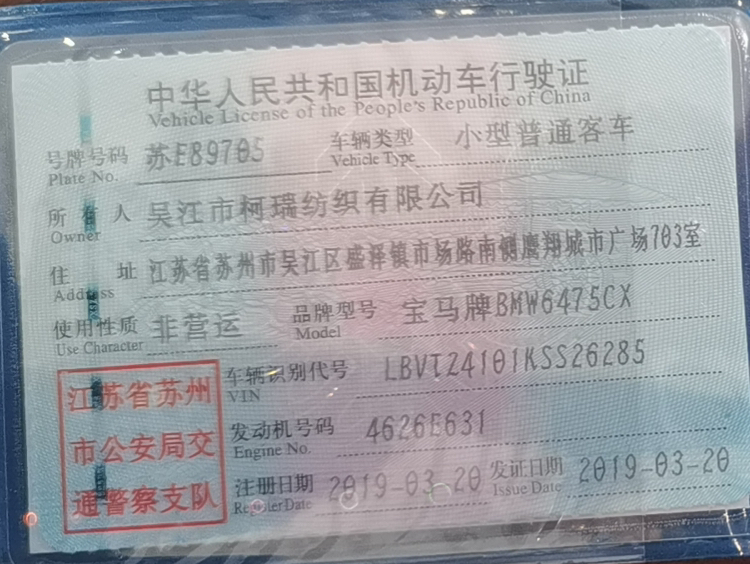 中华人民共和国机动车行驶证
Vehicle License of the People's Republic of China
号牌号码 苏E89705 车辆类型 小型普通客车
Plate No. Vehicle Type
所有人 吴江市柯瑞纺织有限公司
Owner
住址 江苏省苏州市吴江区盛泽镇市场路南侧鹰翔城市广场703室
Address
使用性质 非营运 品牌型号 宝马牌BMW6475CX
Use Character Model
江苏省苏州 车辆识别代号 LBVTZ4101KSS26285
VIN
市公安局交 发动机号码 4626E631
Engine No.
通警察支队 注册日期 2019-03-20 发证日期 2019-03-20
Register Date Issue Date